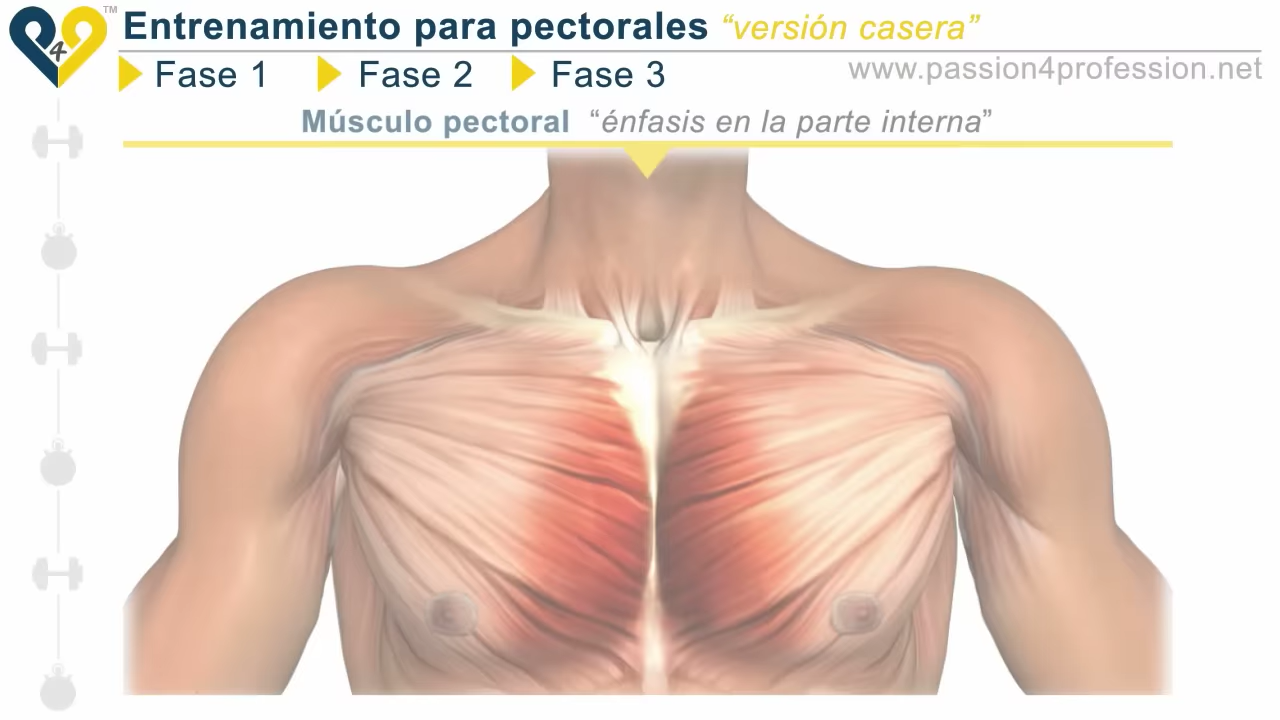 P4P™
Entrenamiento para pectorales “versión casera”
Fase 1 Fase 2 Fase 3
www.passion4profession.net
Músculo pectoral “énfasis en la parte interna”